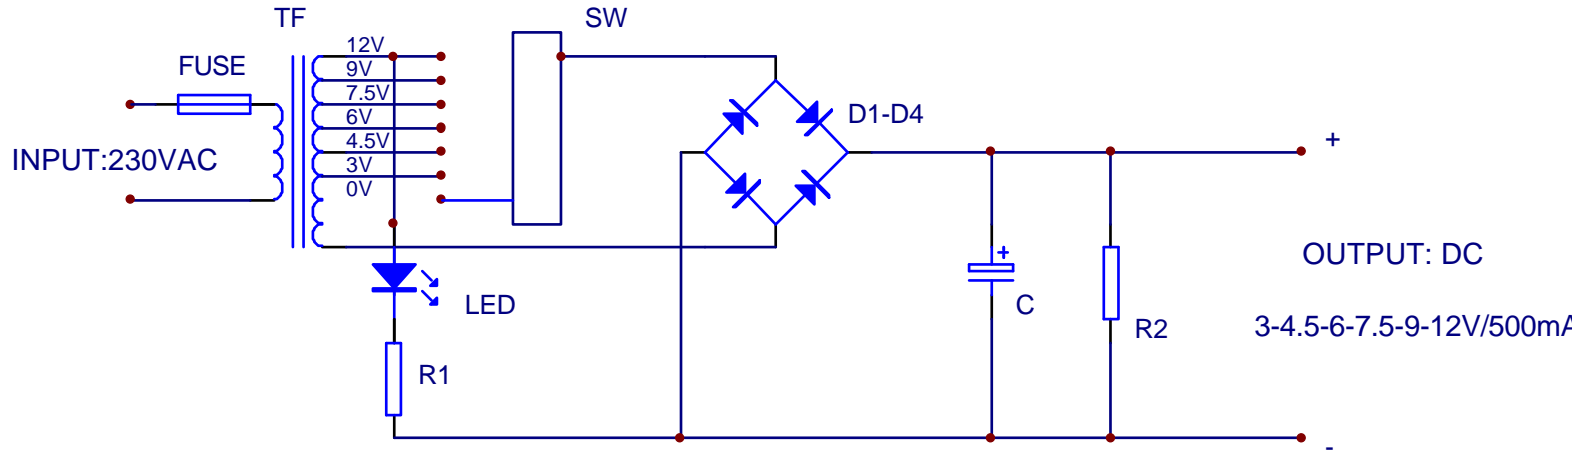 TF
SW
FUSE
12V
9V
7.5V
6V
4.5V
3V
0V
D1-D4
INPUT:230VAC
+
+
OUTPUT: DC
LED
C
R2
3-4.5-6-7.5-9-12V/500mA
R1
-